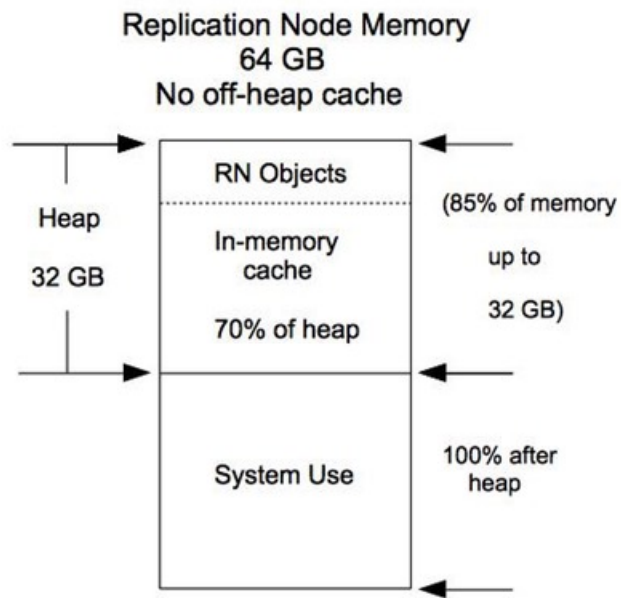 Replication Node Memory
64 GB
No off-heap cache
RN Objects
Heap
32 GB
In-memory
cache
70% of heap
(85% of memory
up to
32 GB)
System Use
100% after
heap